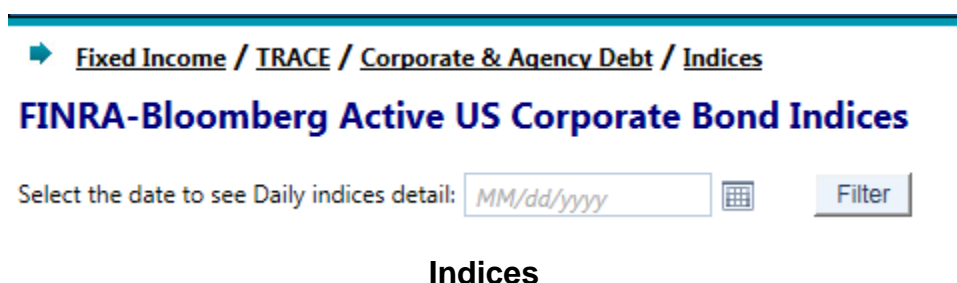 Fixed Income / TRACE / Corporate & Agency Debt / Indices
FINRA-Bloomberg Active US Corporate Bond Indices
Select the date to see Daily indices detail: MM/dd/yyyy Filter
Indices